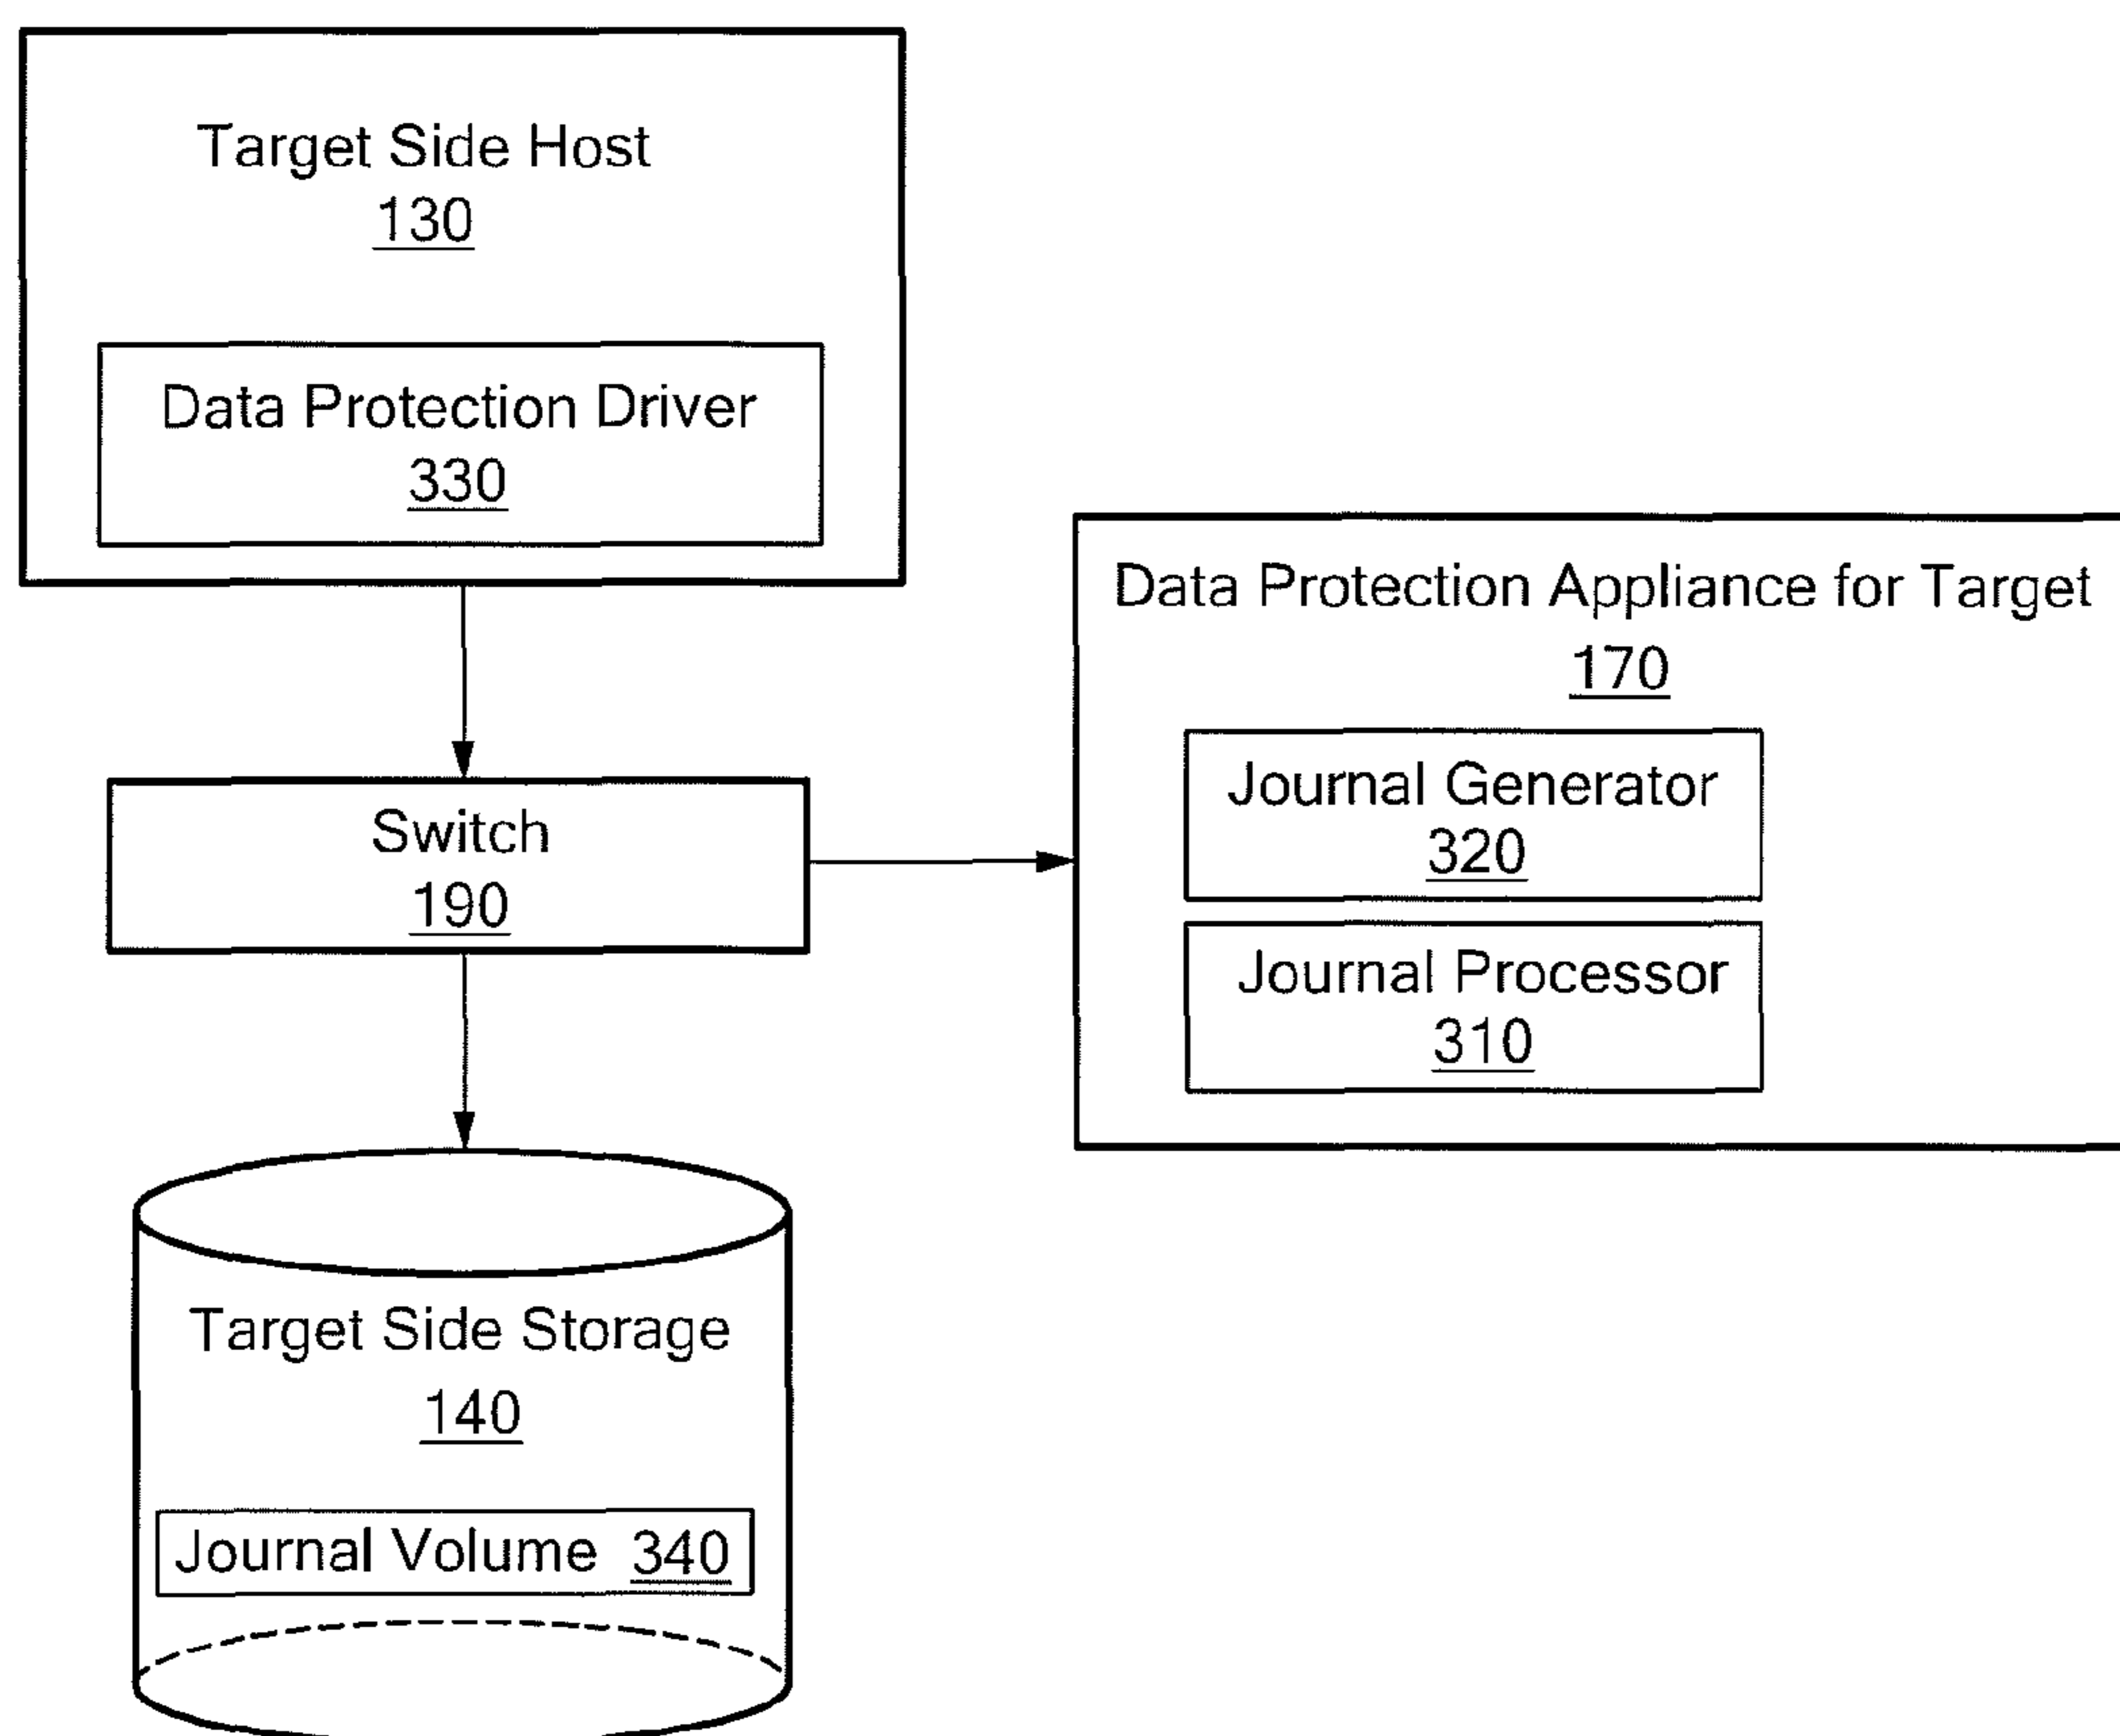 Target Side Host
130
Data Protection Driver
330
Data Protection Appliance for Target
170
Journal Generator
320
Switch
190
Journal Processor
310
Target Side Storage
140
Journal Volume 340